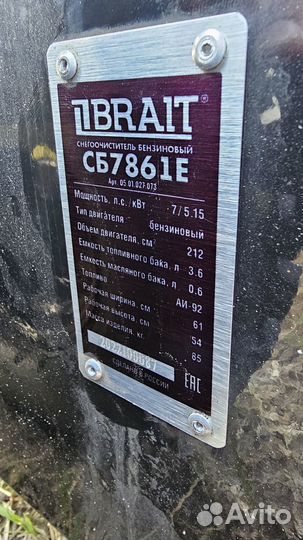 BRAIT®
СНЕГООЧИСТИТЕЛЬ БЕНЗИНОВЫЙ
СБ7861Е
Арт. 05.01.027.073
Мощность, л.с./кВт 7/5.15
Тип двигателя бензиновый
Объем двигателя, см³ 212
Емкость топливного бака, л 3.6
Емкость масляного бака, л 0.6
Топливо АИ-92
Рабочая ширина, см 61
Рабочая высота, см 54
Масса изделия, кг 85
СДЕЛАНО В РОССИИ
EAC
Avito